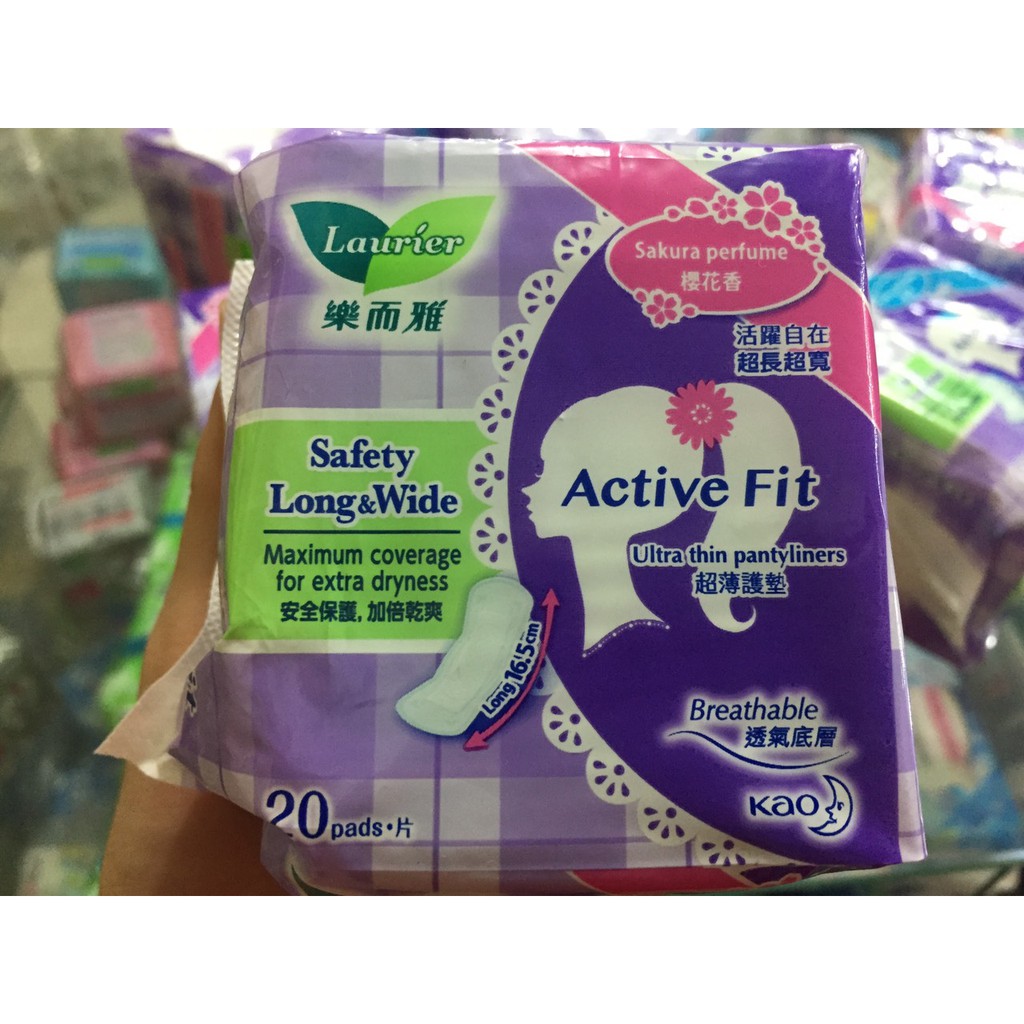 Laurier
樂而雅
Sakura perfume
櫻花香
活躍自在
超長超寬
Safety
Long&Wide
Maximum coverage
for extra dryness
安全保護, 加倍乾爽
Active Fit
Ultra thin pantyliners
超薄護墊
Long 16.5cm
Breathable
透氣底層
Kao
20 pads•片